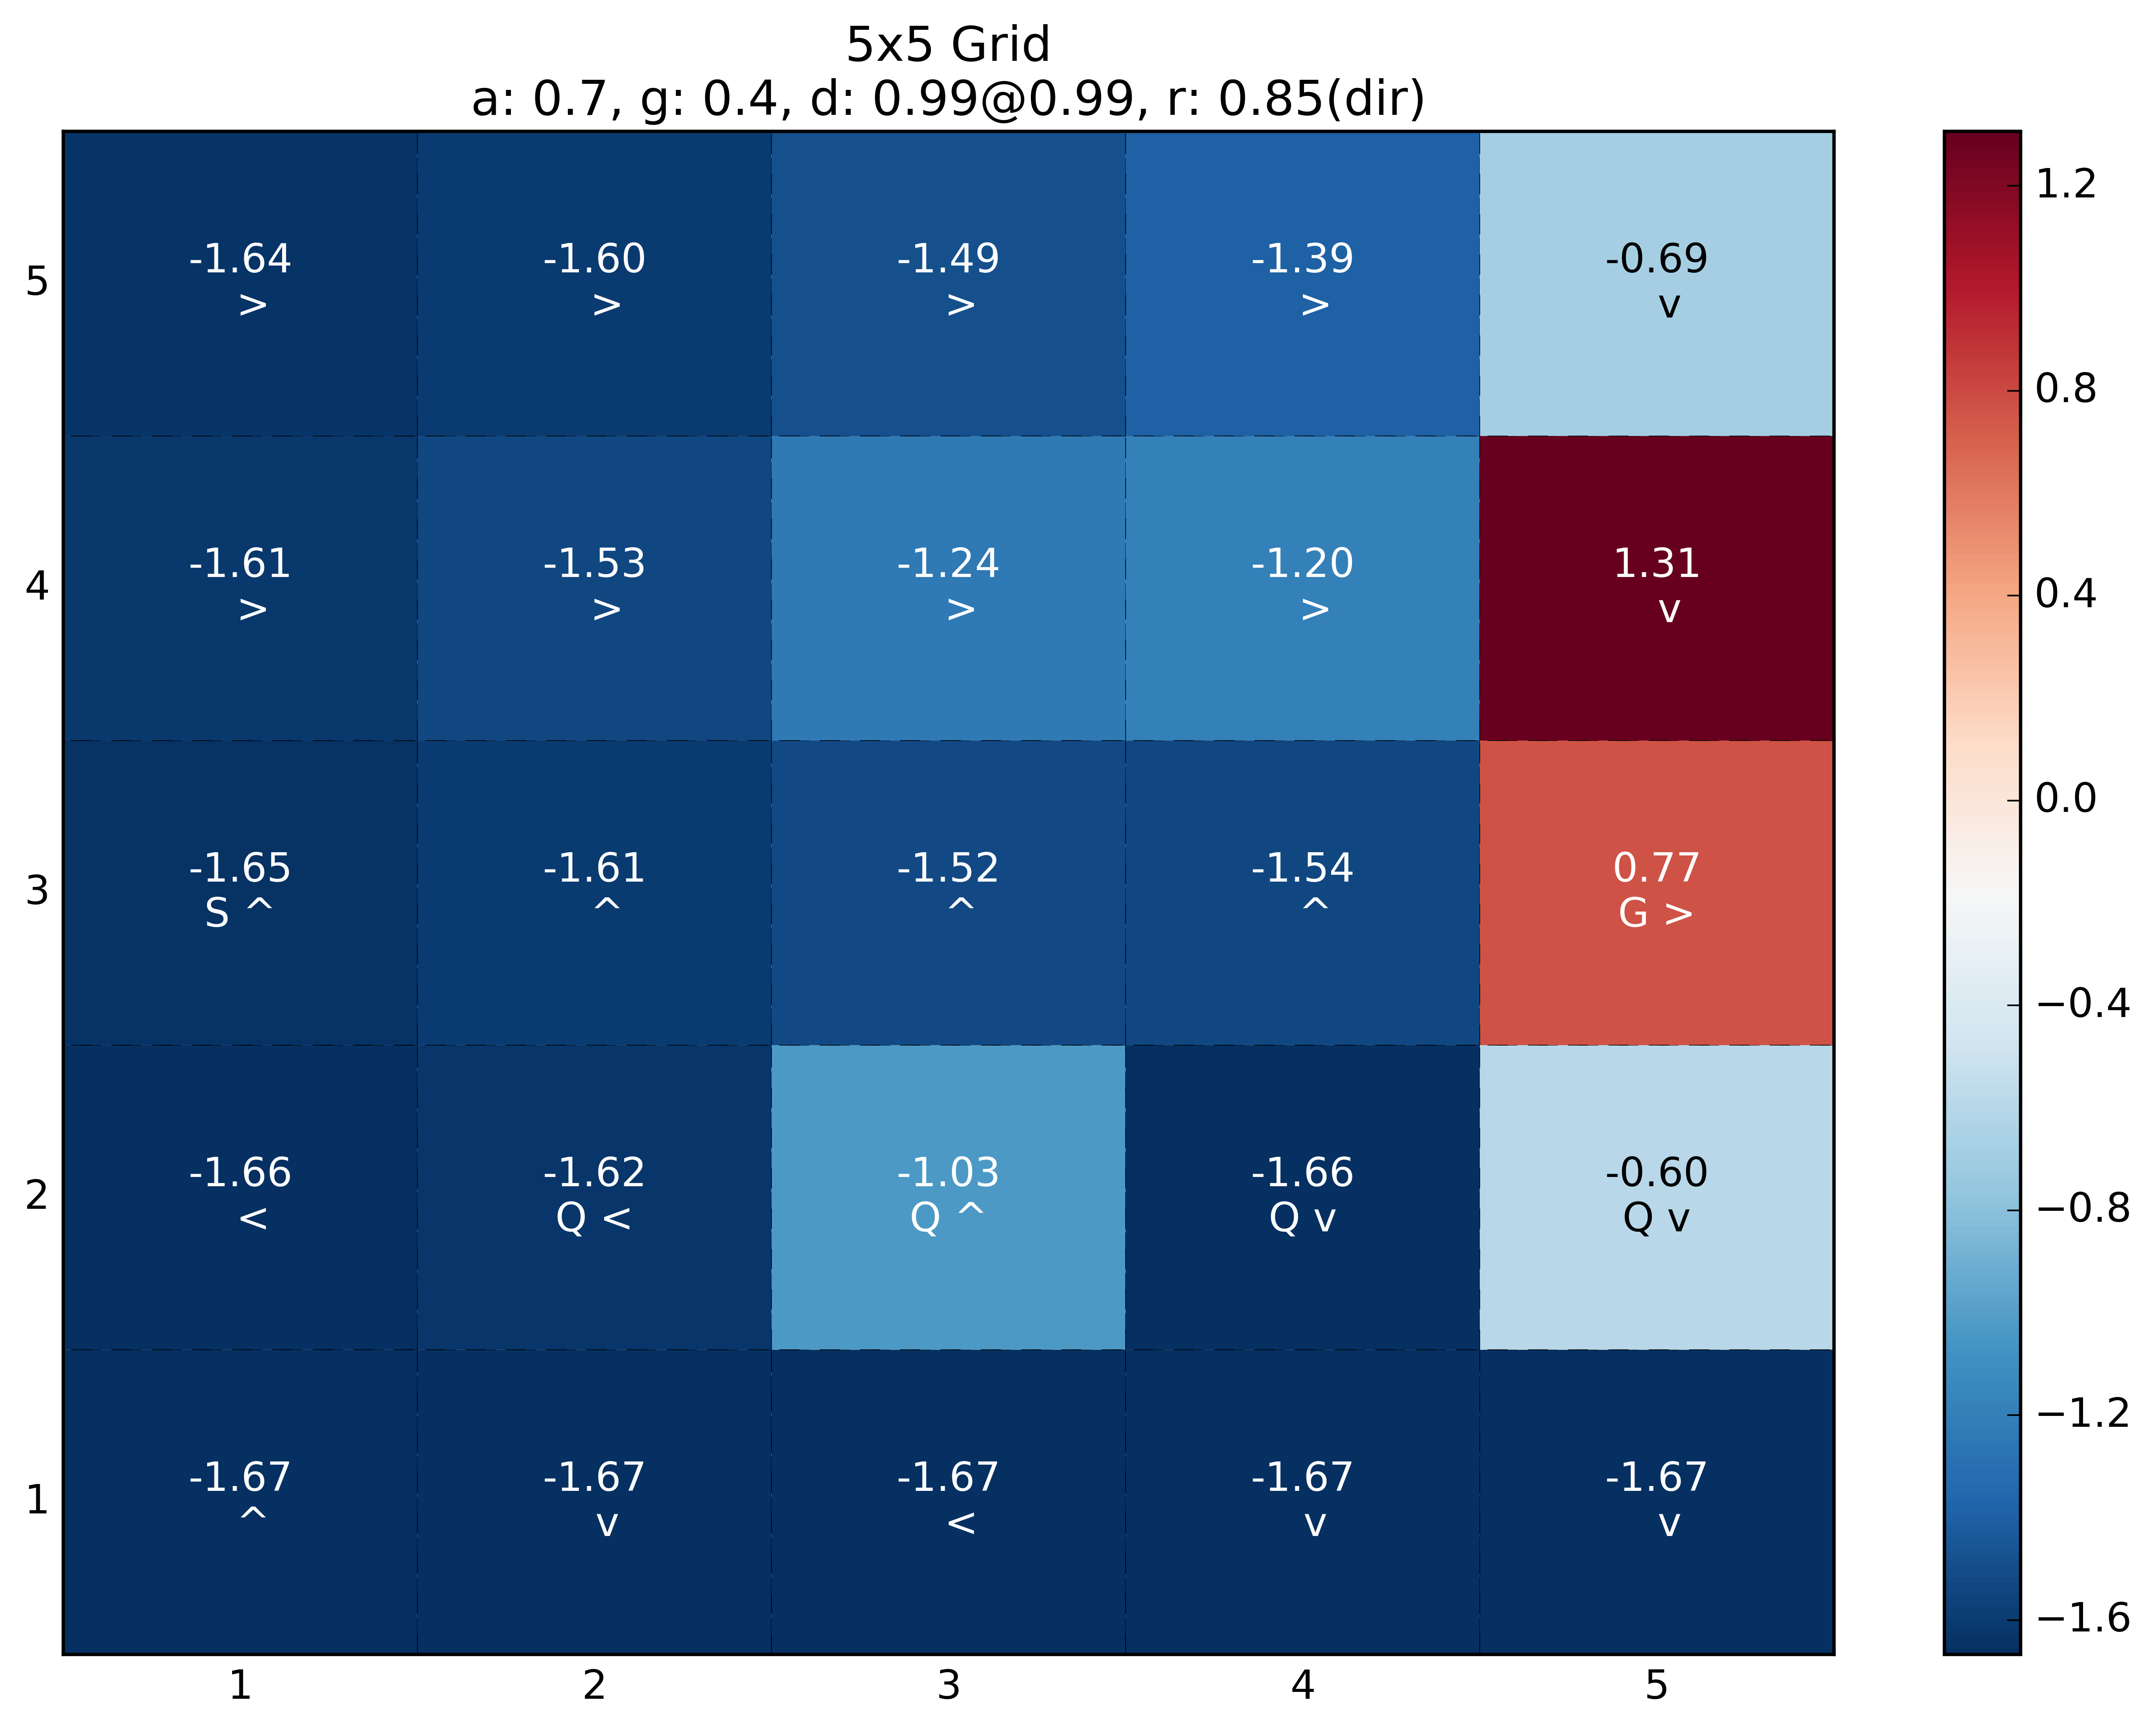 5x5 Grid
a: 0.7, g: 0.4, d: 0.99@0.99, r: 0.85(dir)
5 -1.64 -1.60 -1.49 -1.39 -0.69
> > > > v
4 -1.61 -1.53 -1.24 -1.20 1.31
> > > > v
3 -1.65 -1.61 -1.52 -1.54 0.77
S ^ ^ ^ ^ G >
2 -1.66 -1.62 -1.03 -1.66 -0.60
< Q < Q ^ Q v Q v
1 -1.67 -1.67 -1.67 -1.67 -1.67
^ v < v v
1 2 3 4 5
1.2
0.8
0.4
0.0
−0.4
−0.8
−1.2
−1.6